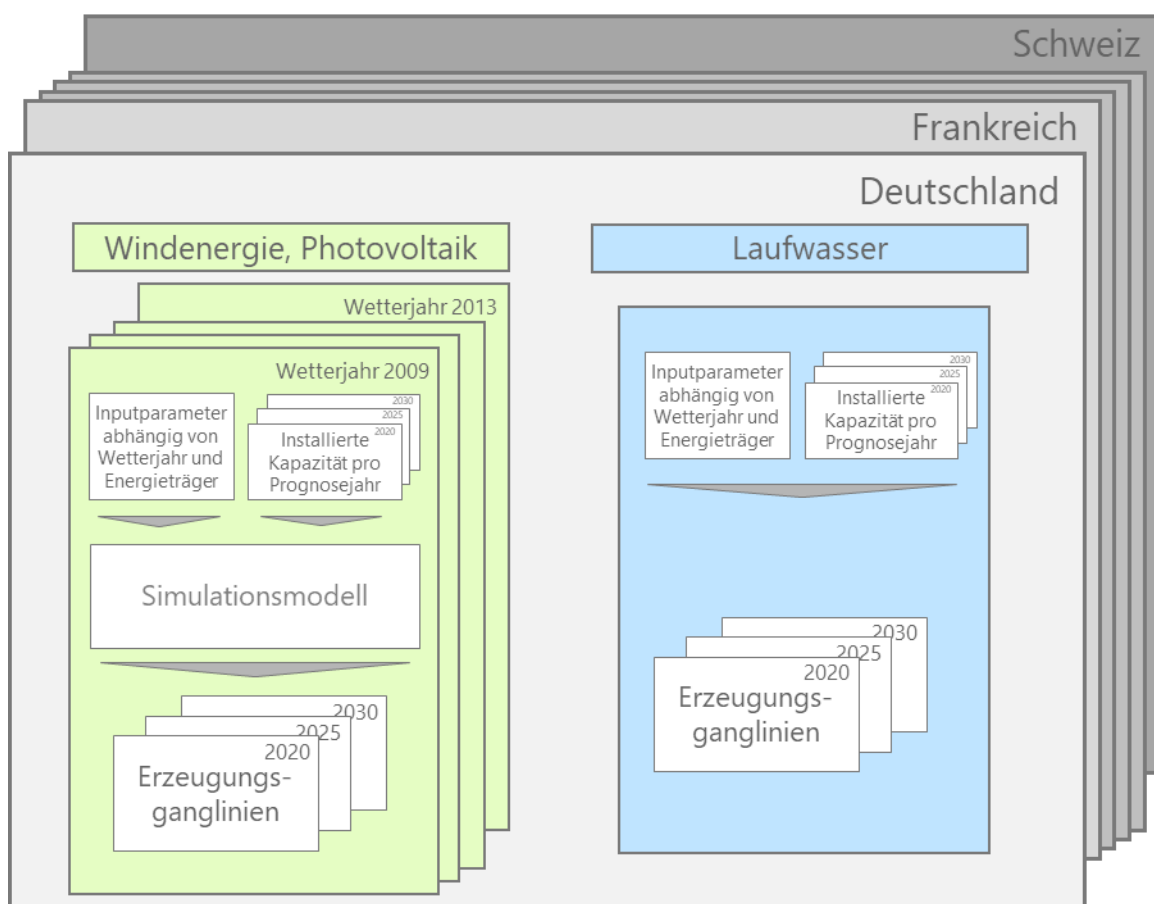 Schweiz
Frankreich
Deutschland
Windenergie, Photovoltaik
Wetterjahr 2013
Wetterjahr 2009
Inputparameter
abhängig von
Wetterjahr und
Energieträger
2030
2025
2020
Installierte
Kapazität pro
Prognosejahr
Simulationsmodell
2030
2025
2020
Erzeugungs-
ganglinien
Laufwasser
Inputparameter
abhängig von
Wetterjahr und
Energieträger
2030
2025
2020
Installierte
Kapazität pro
Prognosejahr
2030
2025
2020
Erzeugungs-
ganglinien